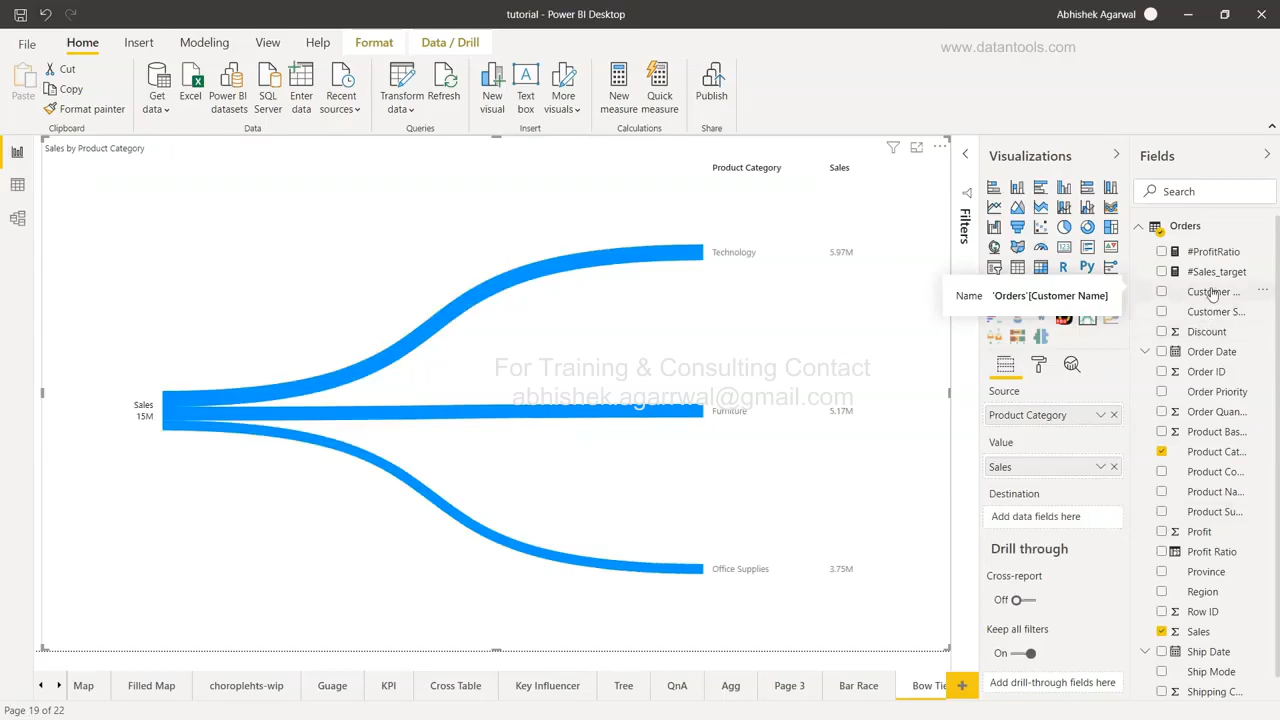 tutorial - Power BI Desktop
Abhishek Agarwal
File
Home
Insert
Modeling
View
Help
Format
Data / Drill
www.datantools.com
Paste
Cut
Copy
Format painter
Clipboard
Get data
Excel
Power BI datasets
SQL Server
Enter data
Recent sources
Data
Transform data
Refresh
Queries
New visual
Text box
More visuals
Insert
New measure
Quick measure
Calculations
Publish
Share
Sales by Product Category
Product Category
Sales
Technology
5.97M
Sales
15M
Furniture
5.17M
Office Supplies
3.75M
For Training & Consulting Contact
abhishek.agarrwal@gmail.com
Filters
Visualizations
R
Py
Name 'Orders'[Customer Name]
Source
Product Category
Value
Sales
Destination
Add data fields here
Drill through
Cross-report
Off
Keep all filters
On
Add drill-through fields here
Fields
Search
Orders
#ProfitRatio
#Sales_target
Customer ...
Customer S...
Discount
Order Date
Order ID
Order Priority
Order Quan...
Product Bas...
Product Cat...
Product Co...
Product Na...
Product Su...
Profit
Profit Ratio
Province
Region
Row ID
Sales
Ship Date
Ship Mode
Shipping C...
Map
Filled Map
choroplehts-wip
Guage
KPI
Cross Table
Key Influencer
Tree
QnA
Agg
Page 3
Bar Race
Bow Tie
Page 19 of 22